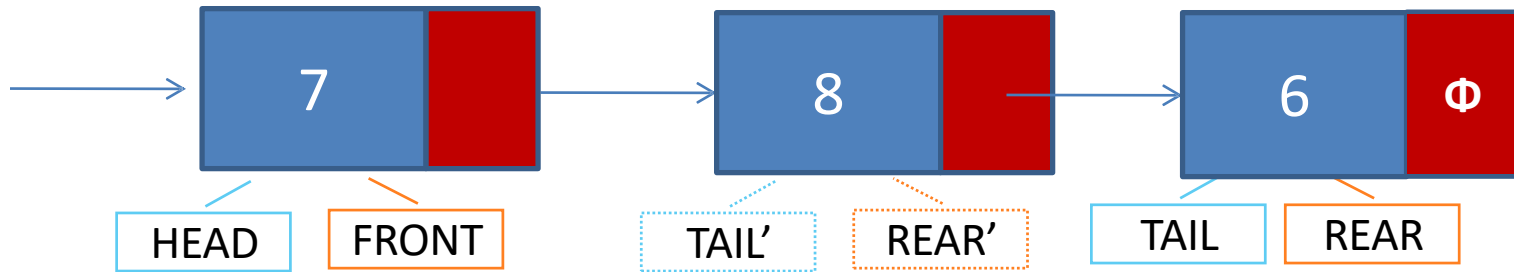 7 8 6 Φ
HEAD FRONT TAIL’ REAR’ TAIL REAR